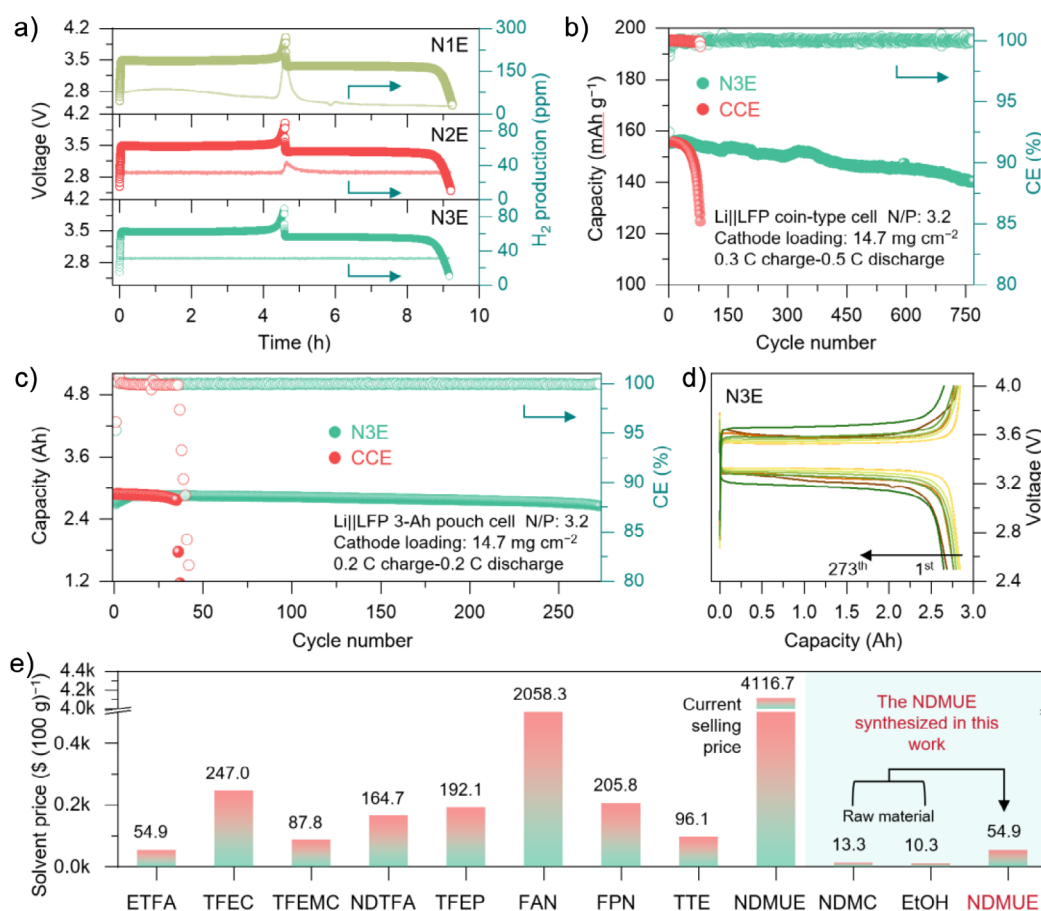 a)
N1E
N2E
N3E
4.2
3.5
2.8
4.2
3.5
2.8
4.2
3.5
2.8
Voltage (V)
300
150
0
80
40
0
80
40
0
H₂ production (ppm)
0 2 4 6 8 10
Time (h)
b)
200
180
160
140
120
100
Capacity (mAh g⁻¹)
N3E
CCE
Li||LFP coin-type cell N/P: 3.2
Cathode loading: 14.7 mg cm⁻²
0.3 C charge-0.5 C discharge
100
95
90
85
80
CE (%)
0 150 300 450 600 750
Cycle number
c)
4.8
3.6
2.4
1.2
Capacity (Ah)
N3E
CCE
Li||LFP 3-Ah pouch cell N/P: 3.2
Cathode loading: 14.7 mg cm⁻²
0.2 C charge-0.2 C discharge
100
95
90
85
80
CE (%)
0 50 100 150 200 250
Cycle number
d)
N3E
273ᵗʰ 1ˢᵗ
4.0
3.6
3.2
2.8
2.4
Voltage (V)
0.0 0.5 1.0 1.5 2.0 2.5 3.0
Capacity (Ah)
e)
4.4k
4.2k
4.0k
0.4k
0.2k
0.0k
Solvent price ($ (100 g)⁻¹)
54.9
247.0
87.8
164.7
192.1
2058.3
205.8
96.1
4116.7
Current
selling
price
The NDMUE
synthesized in this
work
Raw material
13.3
10.3
54.9
ETFA TFEC TFEMC NDTFA TFEP FAN FPN TTE NDMUE NDMC EtOH NDMUE